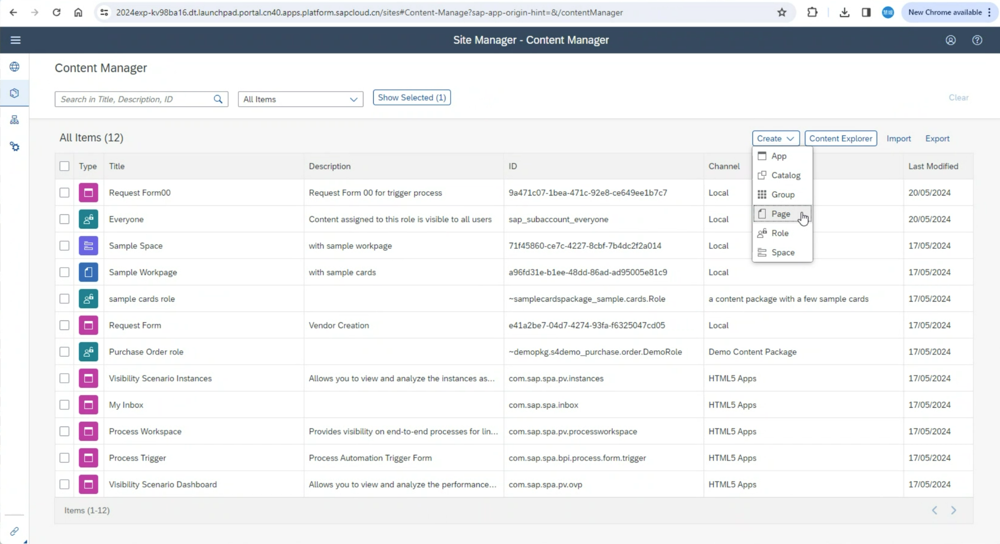 2024exp-kv98ba16.dt.launchpad.portal.cn40.apps.platform.sapcloud.cn/sites#Content-Manage?sap-app-origin-hint=&/contentManager
慧媛
New Chrome available
Site Manager - Content Manager
Content Manager
Search in Title, Description, ID
All Items
Show Selected (1)
Clear
All Items (12)
Create
Content Explorer
Import
Export
App
Catalog
Group
Page
Role
Space
Type Title Description ID Channel Last Modified
Request Form00 Request Form 00 for trigger process 9a471c07-1bea-471c-92e8-ce649ee1b7c7 Local 20/05/2024
Everyone Content assigned to this role is visible to all users sap_subaccount_everyone Local 20/05/2024
Sample Space with sample workpage 71f45860-ce7c-4227-8cbf-7b4dc2f2a014 Local 17/05/2024
Sample Workpage with sample cards a96fd31e-b1ee-48dd-86ad-ad95005e81c9 Local 17/05/2024
sample cards role ~samplecardspackage_sample.cards.Role a content package with a few sample cards 17/05/2024
Request Form Vendor Creation e41a2be7-04d7-4274-93fa-f6325047cd05 Local 17/05/2024
Purchase Order role ~demopkg.s4demo_purchase.order.DemoRole Demo Content Package 17/05/2024
Visibility Scenario Instances Allows you to view and analyze the instances as... com.sap.spa.pv.instances HTML5 Apps 17/05/2024
My Inbox com.sap.spa.inbox HTML5 Apps 17/05/2024
Process Workspace Provides visibility on end-to-end processes for lin... com.sap.spa.pv.processworkspace HTML5 Apps 17/05/2024
Process Trigger Process Automation Trigger Form com.sap.spa.bpi.process.form.trigger HTML5 Apps 17/05/2024
Visibility Scenario Dashboard Allows you to view and analyze the performance... com.sap.spa.pv.ovp HTML5 Apps 17/05/2024
Items (1-12)